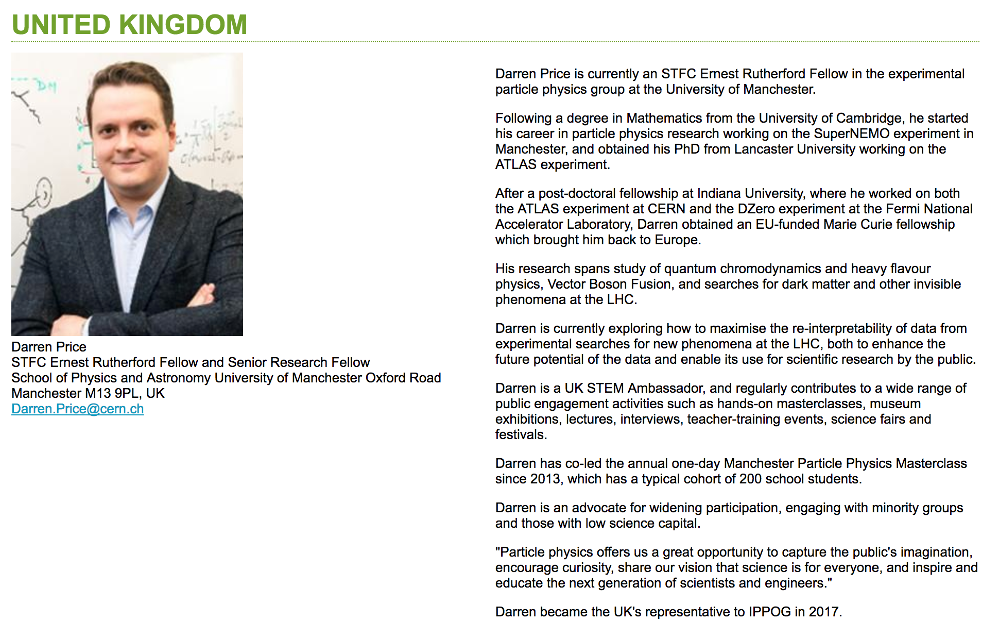 UNITED KINGDOM
DM
Darren Price
STFC Ernest Rutherford Fellow and Senior Research Fellow
School of Physics and Astronomy University of Manchester Oxford Road
Manchester M13 9PL, UK
Darren.Price@cern.ch
Darren Price is currently an STFC Ernest Rutherford Fellow in the experimental
particle physics group at the University of Manchester.
Following a degree in Mathematics from the University of Cambridge, he started
his career in particle physics research working on the SuperNEMO experiment in
Manchester, and obtained his PhD from Lancaster University working on the
ATLAS experiment.
After a post-doctoral fellowship at Indiana University, where he worked on both
the ATLAS experiment at CERN and the DZero experiment at the Fermi National
Accelerator Laboratory, Darren obtained an EU-funded Marie Curie fellowship
which brought him back to Europe.
His research spans study of quantum chromodynamics and heavy flavour
physics, Vector Boson Fusion, and searches for dark matter and other invisible
phenomena at the LHC.
Darren is currently exploring how to maximise the re-interpretability of data from
experimental searches for new phenomena at the LHC, both to enhance the
future potential of the data and enable its use for scientific research by the public.
Darren is a UK STEM Ambassador, and regularly contributes to a wide range of
public engagement activities such as hands-on masterclasses, museum
exhibitions, lectures, interviews, teacher-training events, science fairs and
festivals.
Darren has co-led the annual one-day Manchester Particle Physics Masterclass
since 2013, which has a typical cohort of 200 school students.
Darren is an advocate for widening participation, engaging with minority groups
and those with low science capital.
"Particle physics offers us a great opportunity to capture the public's imagination,
encourage curiosity, share our vision that science is for everyone, and inspire and
educate the next generation of scientists and engineers."
Darren became the UK's representative to IPPOG in 2017.